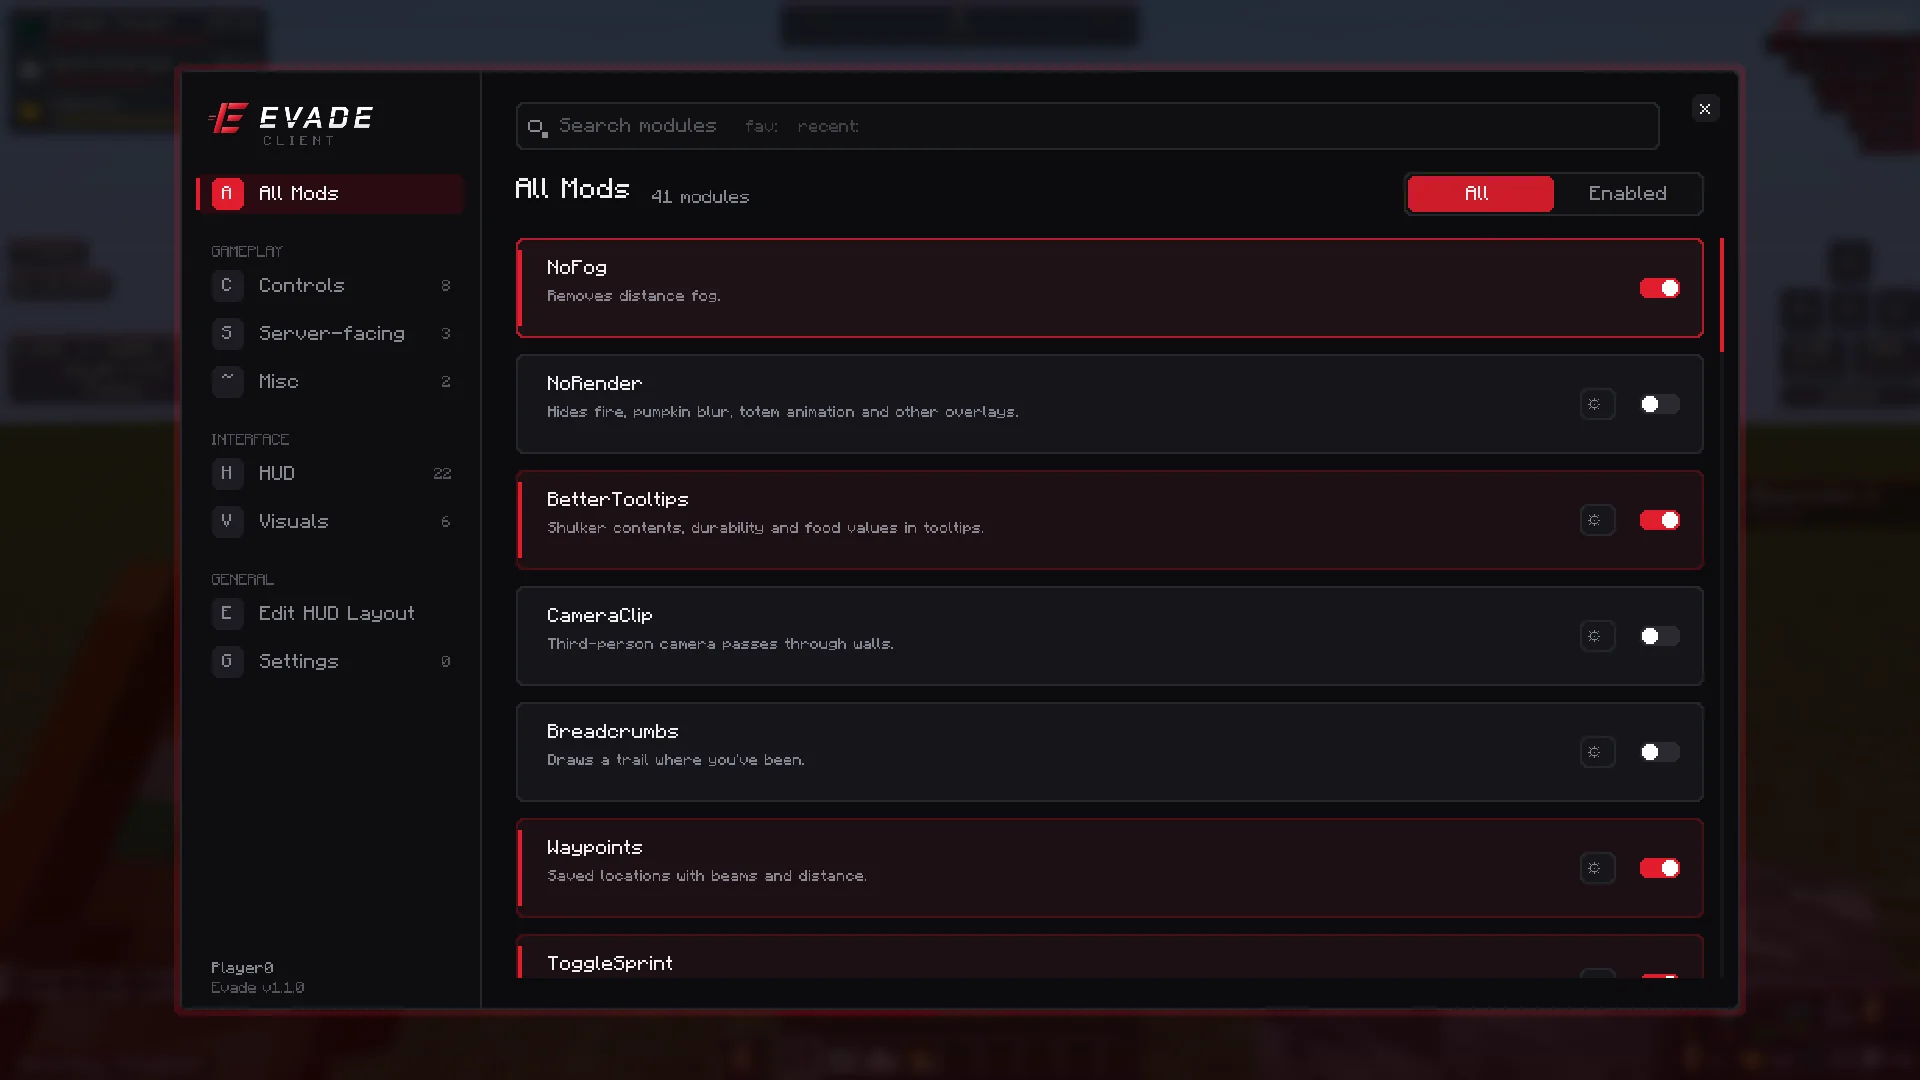 EVADE
CLIENT
A All Mods
GAMEPLAY
C Controls 8
S Server-facing 3
~ Misc 2
INTERFACE
H HUD 22
V Visuals 6
GENERAL
E Edit HUD Layout
G Settings 0
Player0
Evade v1.1.0
Search modules fav: recent:
×
All Mods 41 modules
All Enabled
NoFog
Removes distance fog.
NoRender
Hides fire, pumpkin blur, totem animation and other overlays.
BetterTooltips
Shulker contents, durability and food values in tooltips.
CameraClip
Third-person camera passes through walls.
Breadcrumbs
Draws a trail where you've been.
Waypoints
Saved locations with beams and distance.
ToggleSprint